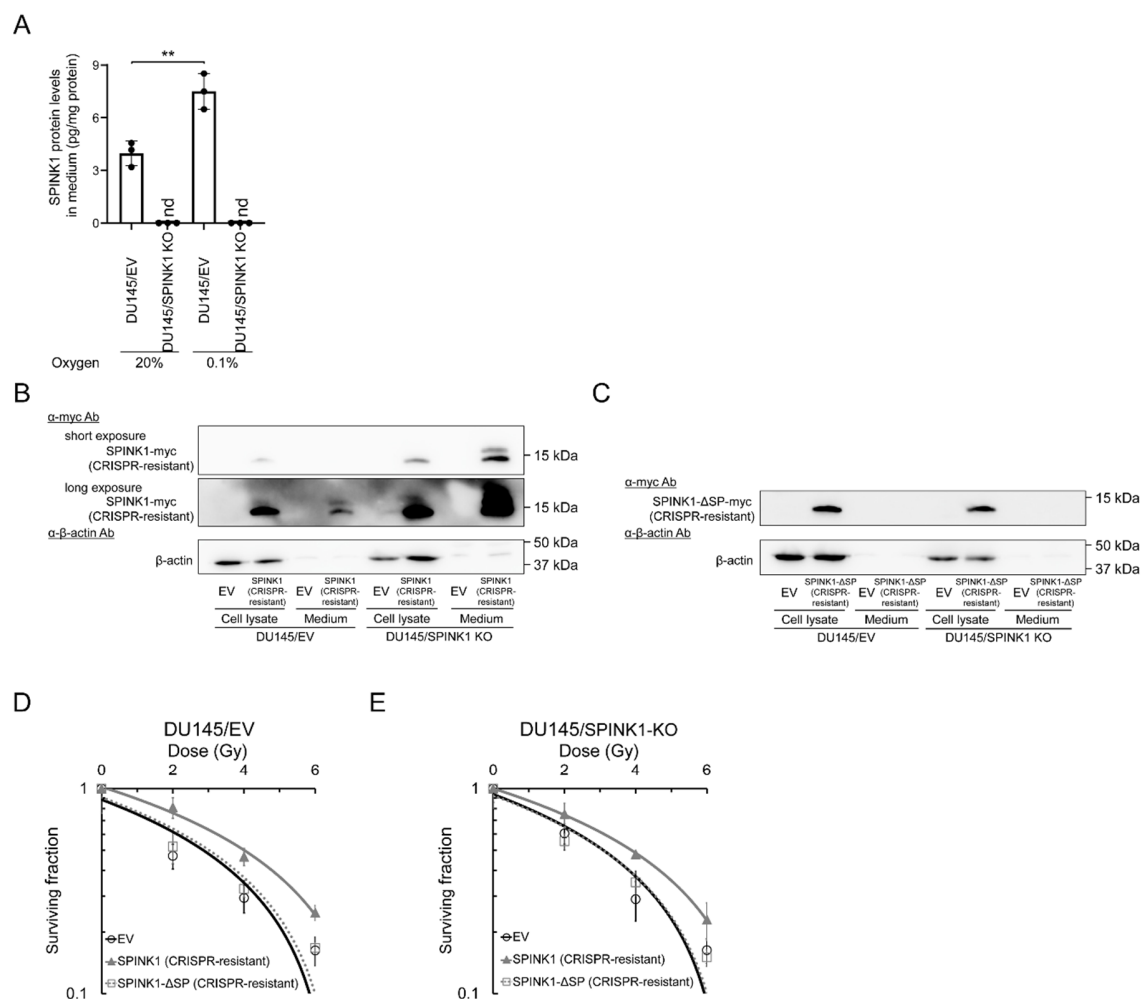 A
SPINK1 protein levels
in medium (pg/mg protein)
9
6
3
0
**
nd
nd
DU145/EV
DU145/SPINK1 KO
DU145/EV
DU145/SPINK1 KO
Oxygen 20% 0.1%
B
α-myc Ab
short exposure
SPINK1-myc
(CRISPR-resistant)
15 kDa
long exposure
SPINK1-myc
(CRISPR-resistant)
15 kDa
α-β-actin Ab
β-actin
50 kDa
37 kDa
EV SPINK1 (CRISPR-resistant) EV SPINK1 (CRISPR-resistant) EV SPINK1 (CRISPR-resistant) EV SPINK1 (CRISPR-resistant)
Cell lysate Medium Cell lysate Medium
DU145/EV DU145/SPINK1 KO
C
α-myc Ab
SPINK1-ΔSP-myc
(CRISPR-resistant)
15 kDa
α-β-actin Ab
β-actin
50 kDa
37 kDa
EV SPINK1-ΔSP (CRISPR-resistant) EV SPINK1-ΔSP (CRISPR-resistant) EV SPINK1-ΔSP (CRISPR-resistant) EV SPINK1-ΔSP (CRISPR-resistant)
Cell lysate Medium Cell lysate Medium
DU145/EV DU145/SPINK1 KO
D
DU145/EV
Dose (Gy)
0 2 4 6
1
0.1
Surviving fraction
EV
SPINK1 (CRISPR-resistant)
SPINK1-ΔSP (CRISPR-resistant)
E
DU145/SPINK1-KO
Dose (Gy)
0 2 4 6
1
0.1
Surviving fraction
EV
SPINK1 (CRISPR-resistant)
SPINK1-ΔSP (CRISPR-resistant)